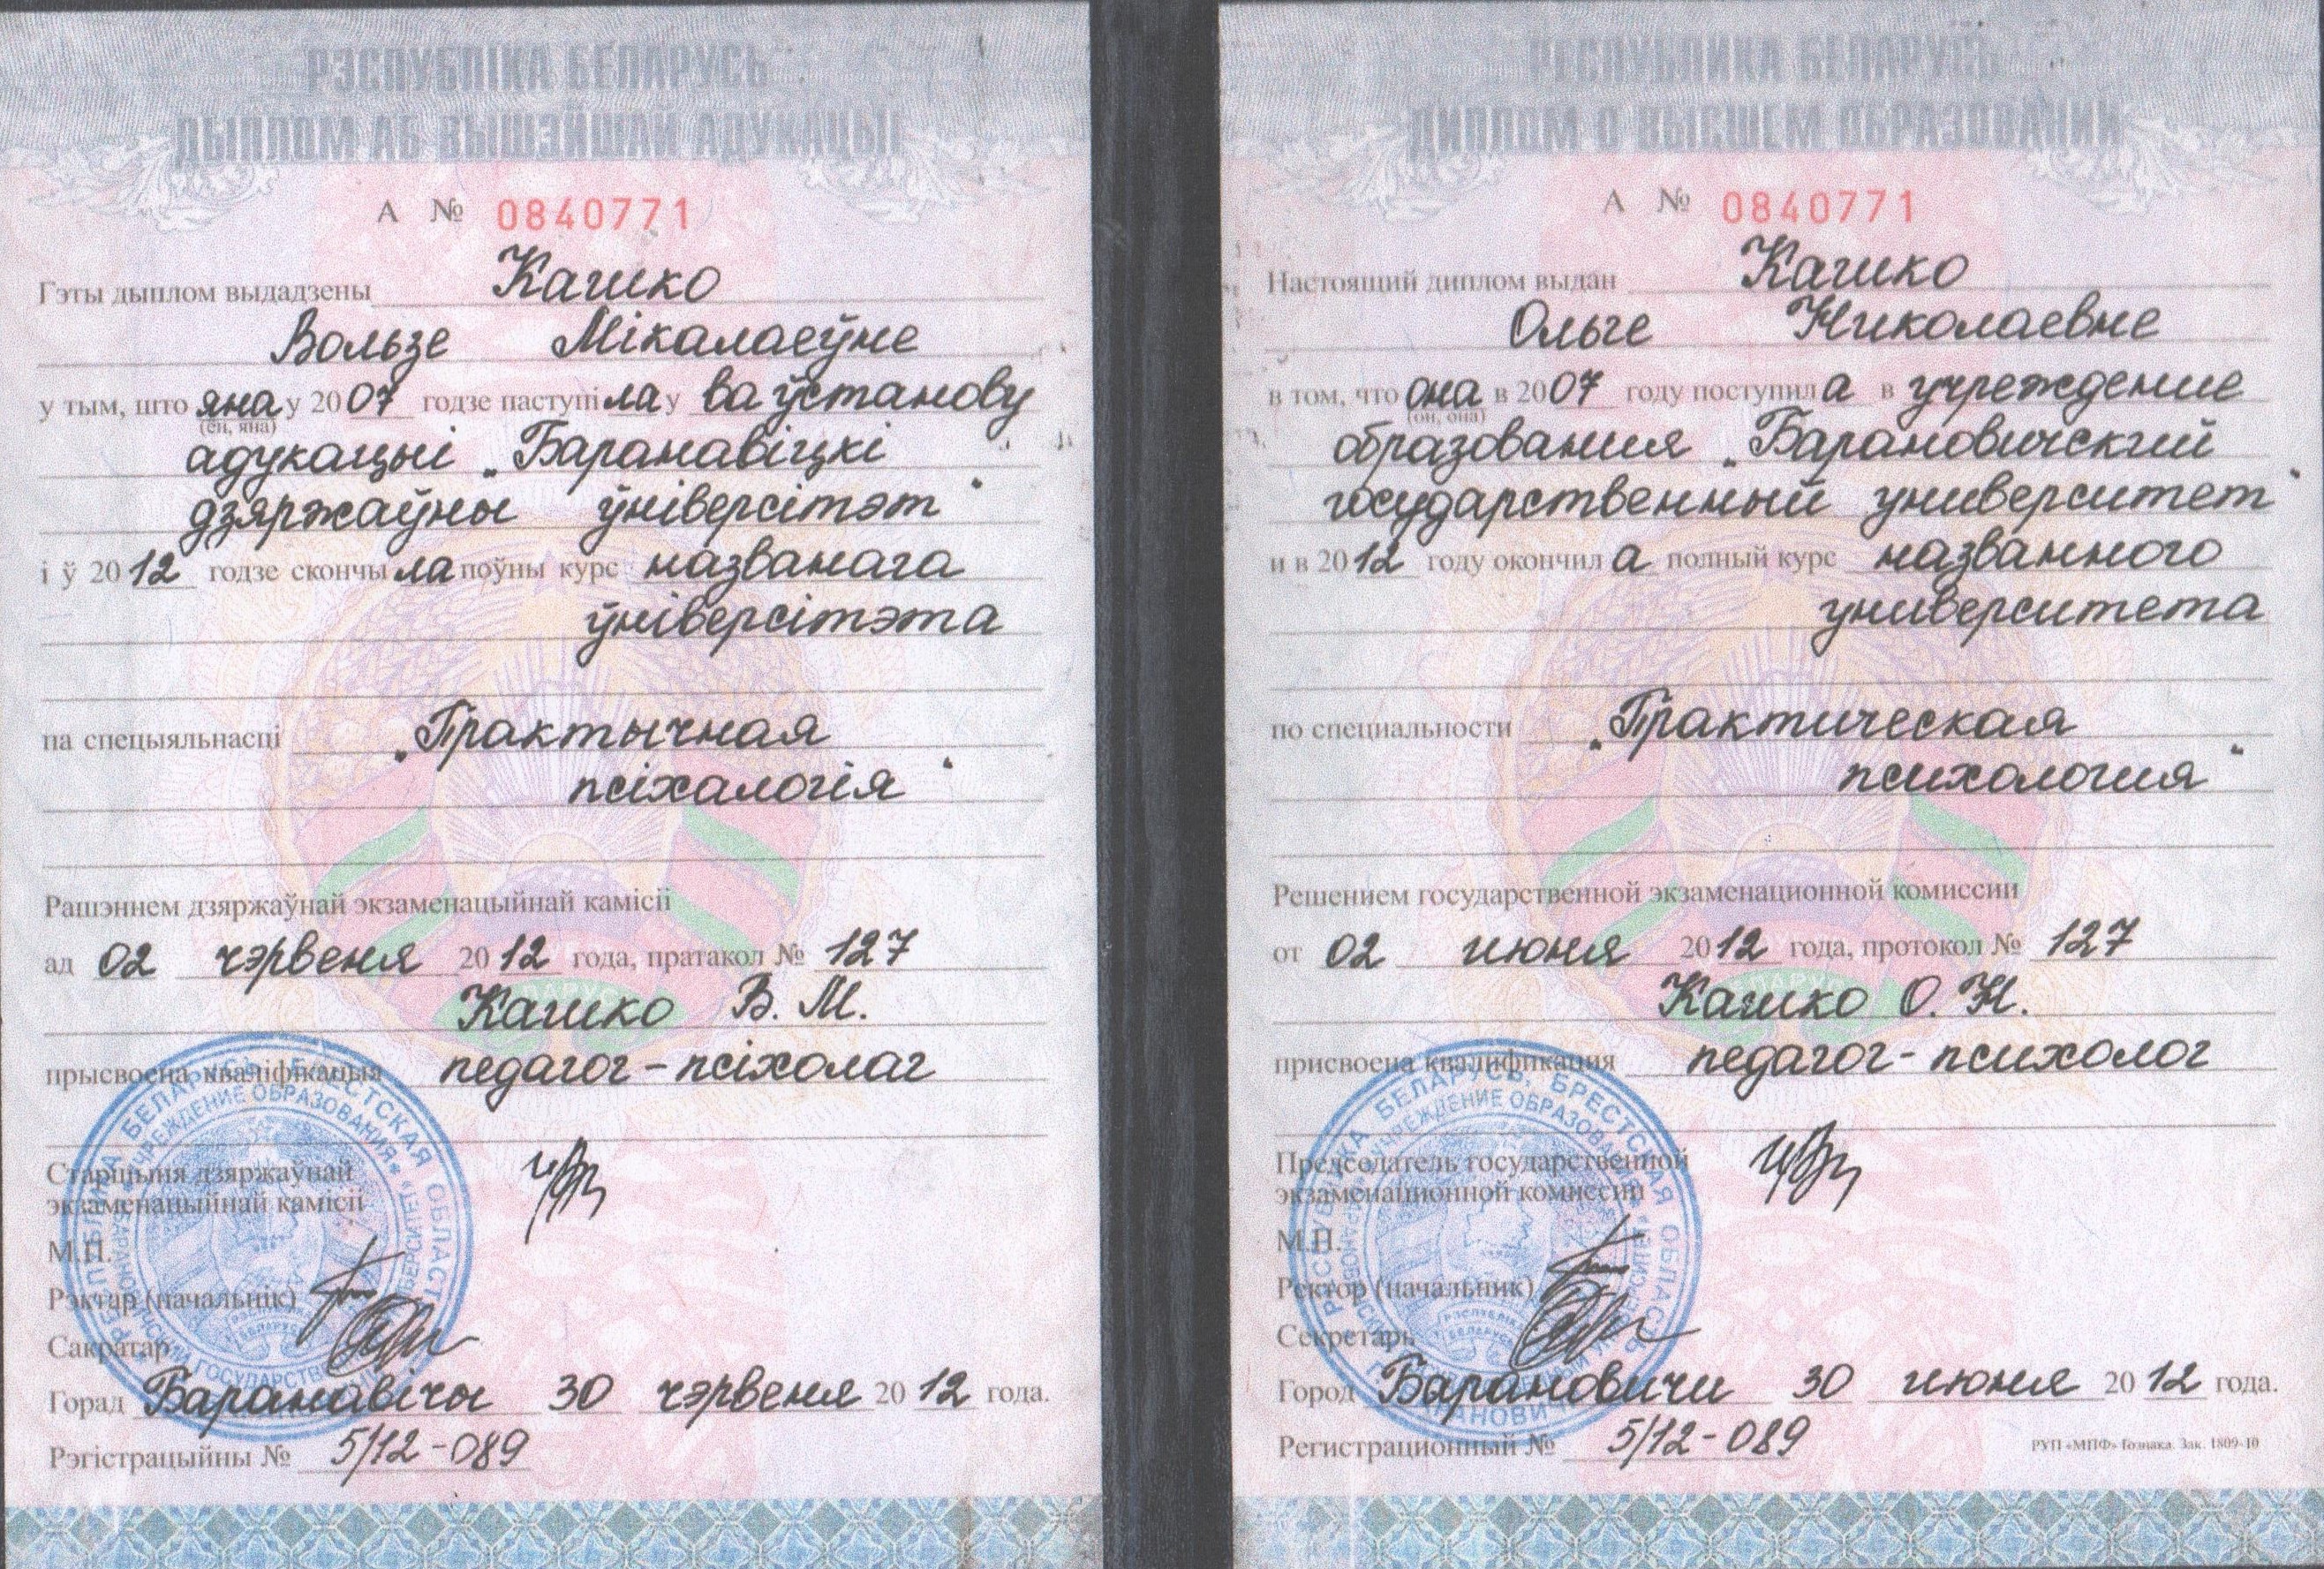 РЭСПУБЛІКА БЕЛАРУСЬ
ДЫПЛОМ АБ ВЫШЭЙШАЙ АДУКАЦЫІ
А № 0840771
Гэты дыплом выдадзены Кашко
Вользе Мікалаеўне
у тым, што яна у 2007 годзе паступіла у ва ўстанову
(ён, яна)
адукацыі „Баранавіцкі
дзяржаўны ўніверсітэт“
і ў 2012 годзе скончыла поўны курс названага
ўніверсітэта
па спецыяльнасці „Практычная
псіхалогія“
Рашэннем дзяржаўнай экзаменацыйнай камісіі
ад 02 чэрвеня 2012 года, пратакол № 127
Кашко В. М.
прысвоена кваліфікацыя педагог-псіхолаг
Старшыня дзяржаўнай
экзаменацыйнай камісіі
М.П.
Рэктар (начальнік)
Сакратар
Горад Баранавічы 30 чэрвеня 2012 года.
Рэгістрацыйны № 5/12-089
РЕСПУБЛИКА БЕЛАРУСЬ
ДИПЛОМ О ВЫСШЕМ ОБРАЗОВАНИИ
А № 0840771
Настоящий диплом выдан Кашко
Ольге Николаевне
в том, что она в 2007 году поступила в учреждение
(он, она)
образования „Барановичский
государственный университет“
и в 2012 году окончила полный курс названного
университета
по специальности „Практическая
психология“
Решением государственной экзаменационной комиссии
от 02 июня 2012 года, протокол № 127
Кашко О. Н.
присвоена квалификация педагог-психолог
Председатель государственной
экзаменационной комиссии
М.П.
Ректор (начальник)
Секретарь
Город Барановичи 30 июня 2012 года.
Регистрационный № 5/12-089
РУП «МПФ» Гознака. Зак. 1809-10
РЕСПУБЛИКА БЕЛАРУСЬ, БРЕСТСКАЯ ОБЛАСТЬ
УЧРЕЖДЕНИЕ ОБРАЗОВАНИЯ